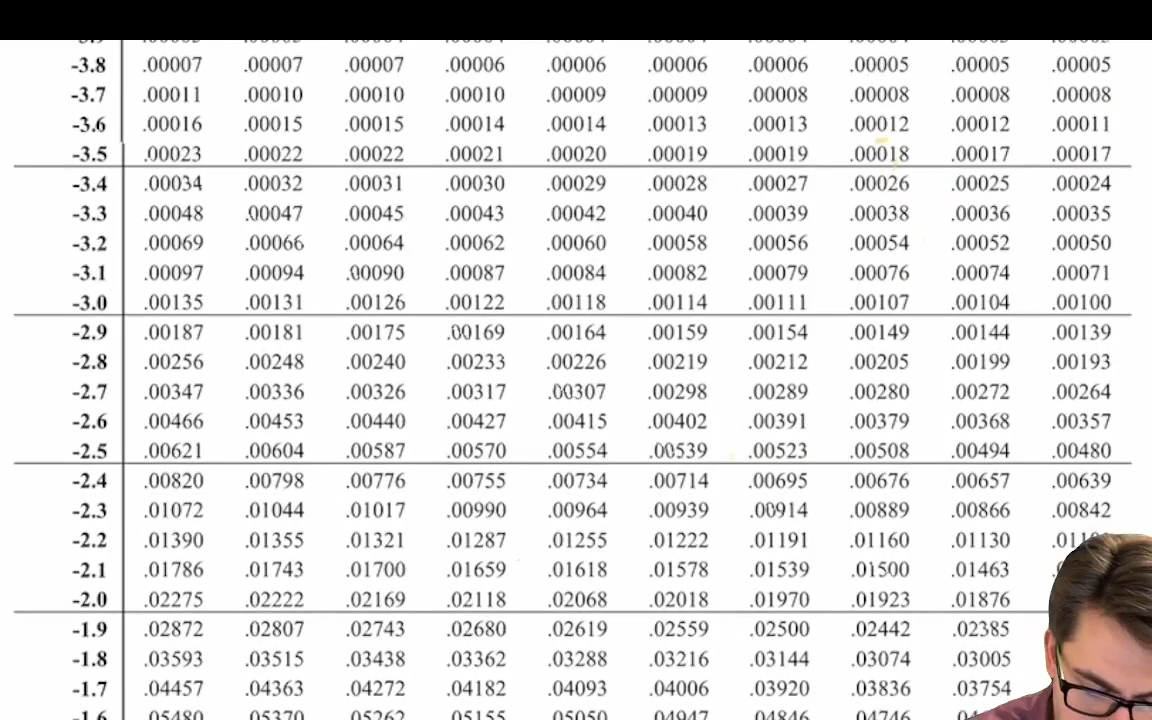 -3.8 .00007 .00007 .00007 .00006 .00006 .00006 .00006 .00005 .00005 .00005
-3.7 .00011 .00010 .00010 .00010 .00009 .00009 .00008 .00008 .00008 .00008
-3.6 .00016 .00015 .00015 .00014 .00014 .00013 .00013 .00012 .00012 .00011
-3.5 .00023 .00022 .00022 .00021 .00020 .00019 .00019 .00018 .00017 .00017
-3.4 .00034 .00032 .00031 .00030 .00029 .00028 .00027 .00026 .00025 .00024
-3.3 .00048 .00047 .00045 .00043 .00042 .00040 .00039 .00038 .00036 .00035
-3.2 .00069 .00066 .00064 .00062 .00060 .00058 .00056 .00054 .00052 .00050
-3.1 .00097 .00094 .00090 .00087 .00084 .00082 .00079 .00076 .00074 .00071
-3.0 .00135 .00131 .00126 .00122 .00118 .00114 .00111 .00107 .00104 .00100
-2.9 .00187 .00181 .00175 .00169 .00164 .00159 .00154 .00149 .00144 .00139
-2.8 .00256 .00248 .00240 .00233 .00226 .00219 .00212 .00205 .00199 .00193
-2.7 .00347 .00336 .00326 .00317 .00307 .00298 .00289 .00280 .00272 .00264
-2.6 .00466 .00453 .00440 .00427 .00415 .00402 .00391 .00379 .00368 .00357
-2.5 .00621 .00604 .00587 .00570 .00554 .00539 .00523 .00508 .00494 .00480
-2.4 .00820 .00798 .00776 .00755 .00734 .00714 .00695 .00676 .00657 .00639
-2.3 .01072 .01044 .01017 .00990 .00964 .00939 .00914 .00889 .00866 .00842
-2.2 .01390 .01355 .01321 .01287 .01255 .01222 .01191 .01160 .01130
-2.1 .01786 .01743 .01700 .01659 .01618 .01578 .01539 .01500 .01463
-2.0 .02275 .02222 .02169 .02118 .02068 .02018 .01970 .01923 .01876
-1.9 .02872 .02807 .02743 .02680 .02619 .02559 .02500 .02442 .02385
-1.8 .03593 .03515 .03438 .03362 .03288 .03216 .03144 .03074 .03005
-1.7 .04457 .04363 .04272 .04182 .04093 .04006 .03920 .03836 .03754
-1.6 .05480 .05370 .05262 .05155 .05050 .04947 .04846 .04746